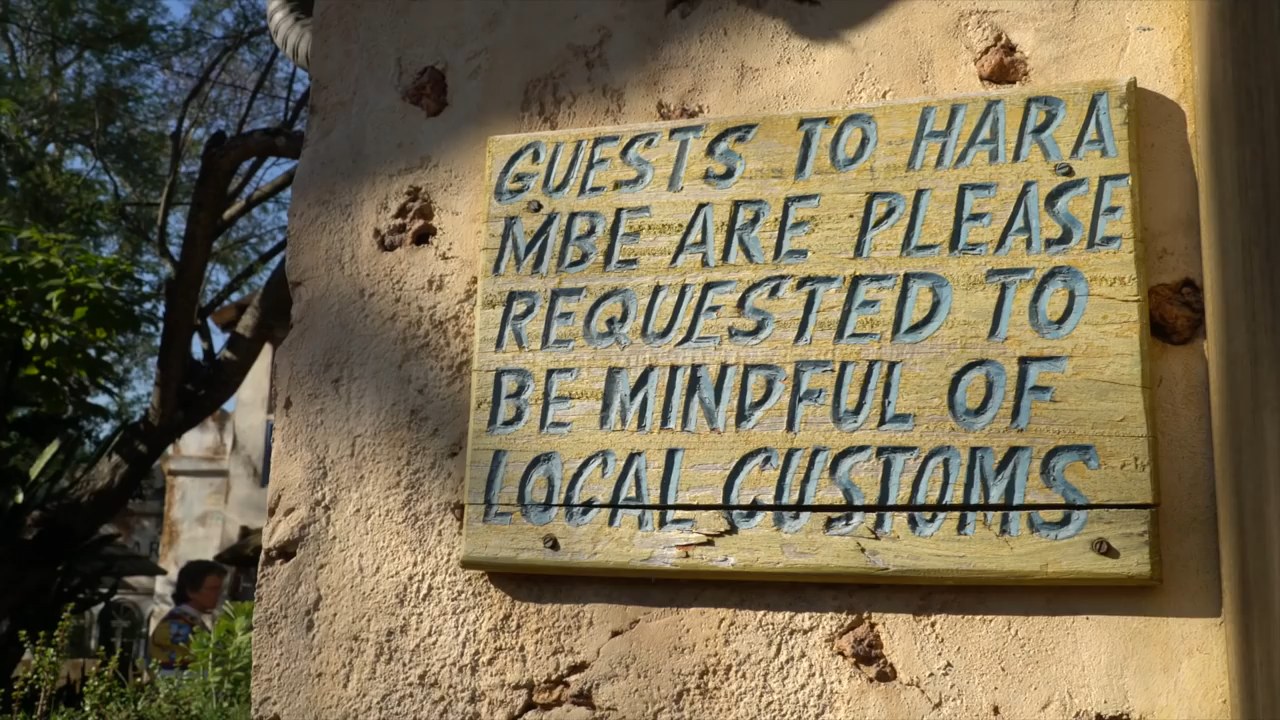 GUESTS TO HARA
MBE ARE PLEASE
REQUESTED TO
BE MINDFUL OF
LOCAL CUSTOMS